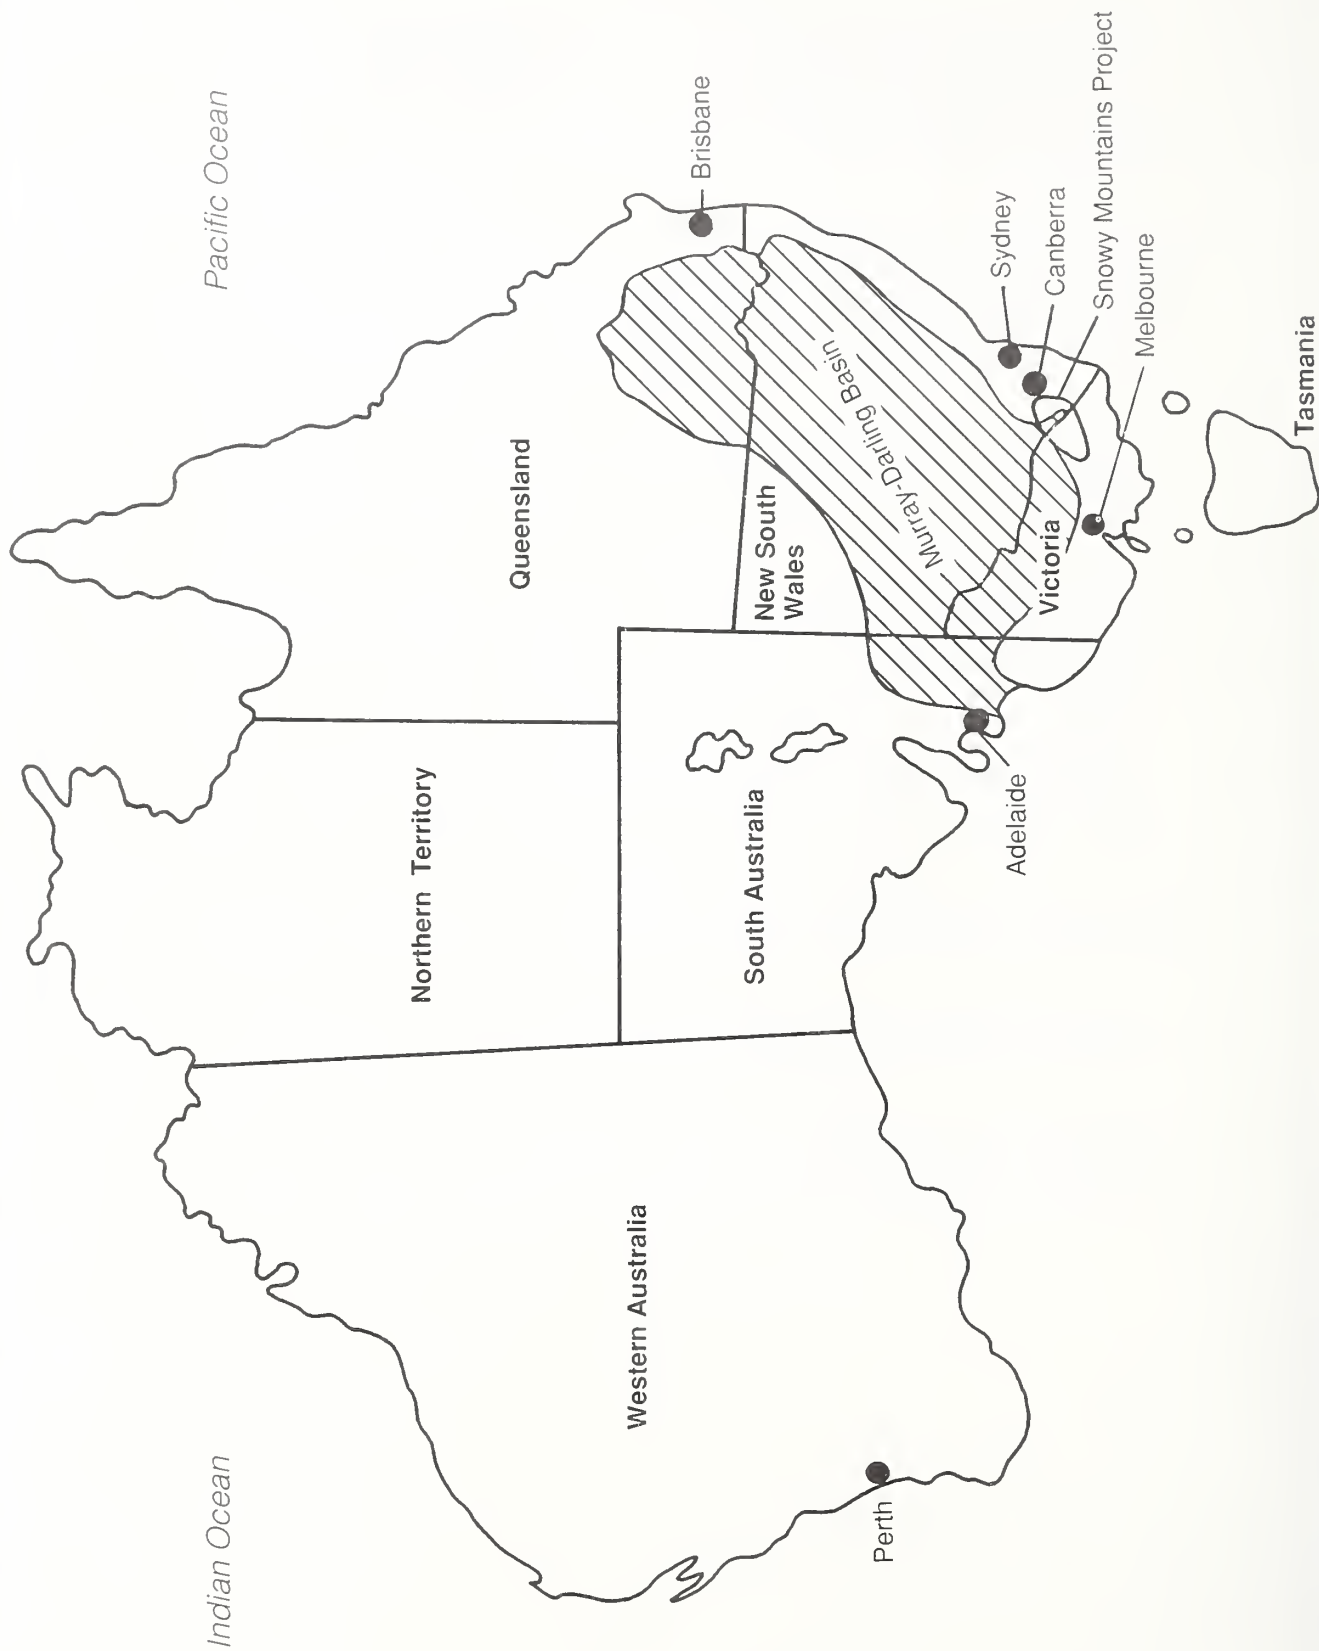 Indian Ocean
Pacific Ocean
Northern Territory
Queensland
Western Australia
South Australia
New South
Wales
Brisbane
Murray-Darling Basin
Perth
Adelaide
Victoria
Sydney
Canberra
Snowy Mountains Project
Melbourne
Tasmania